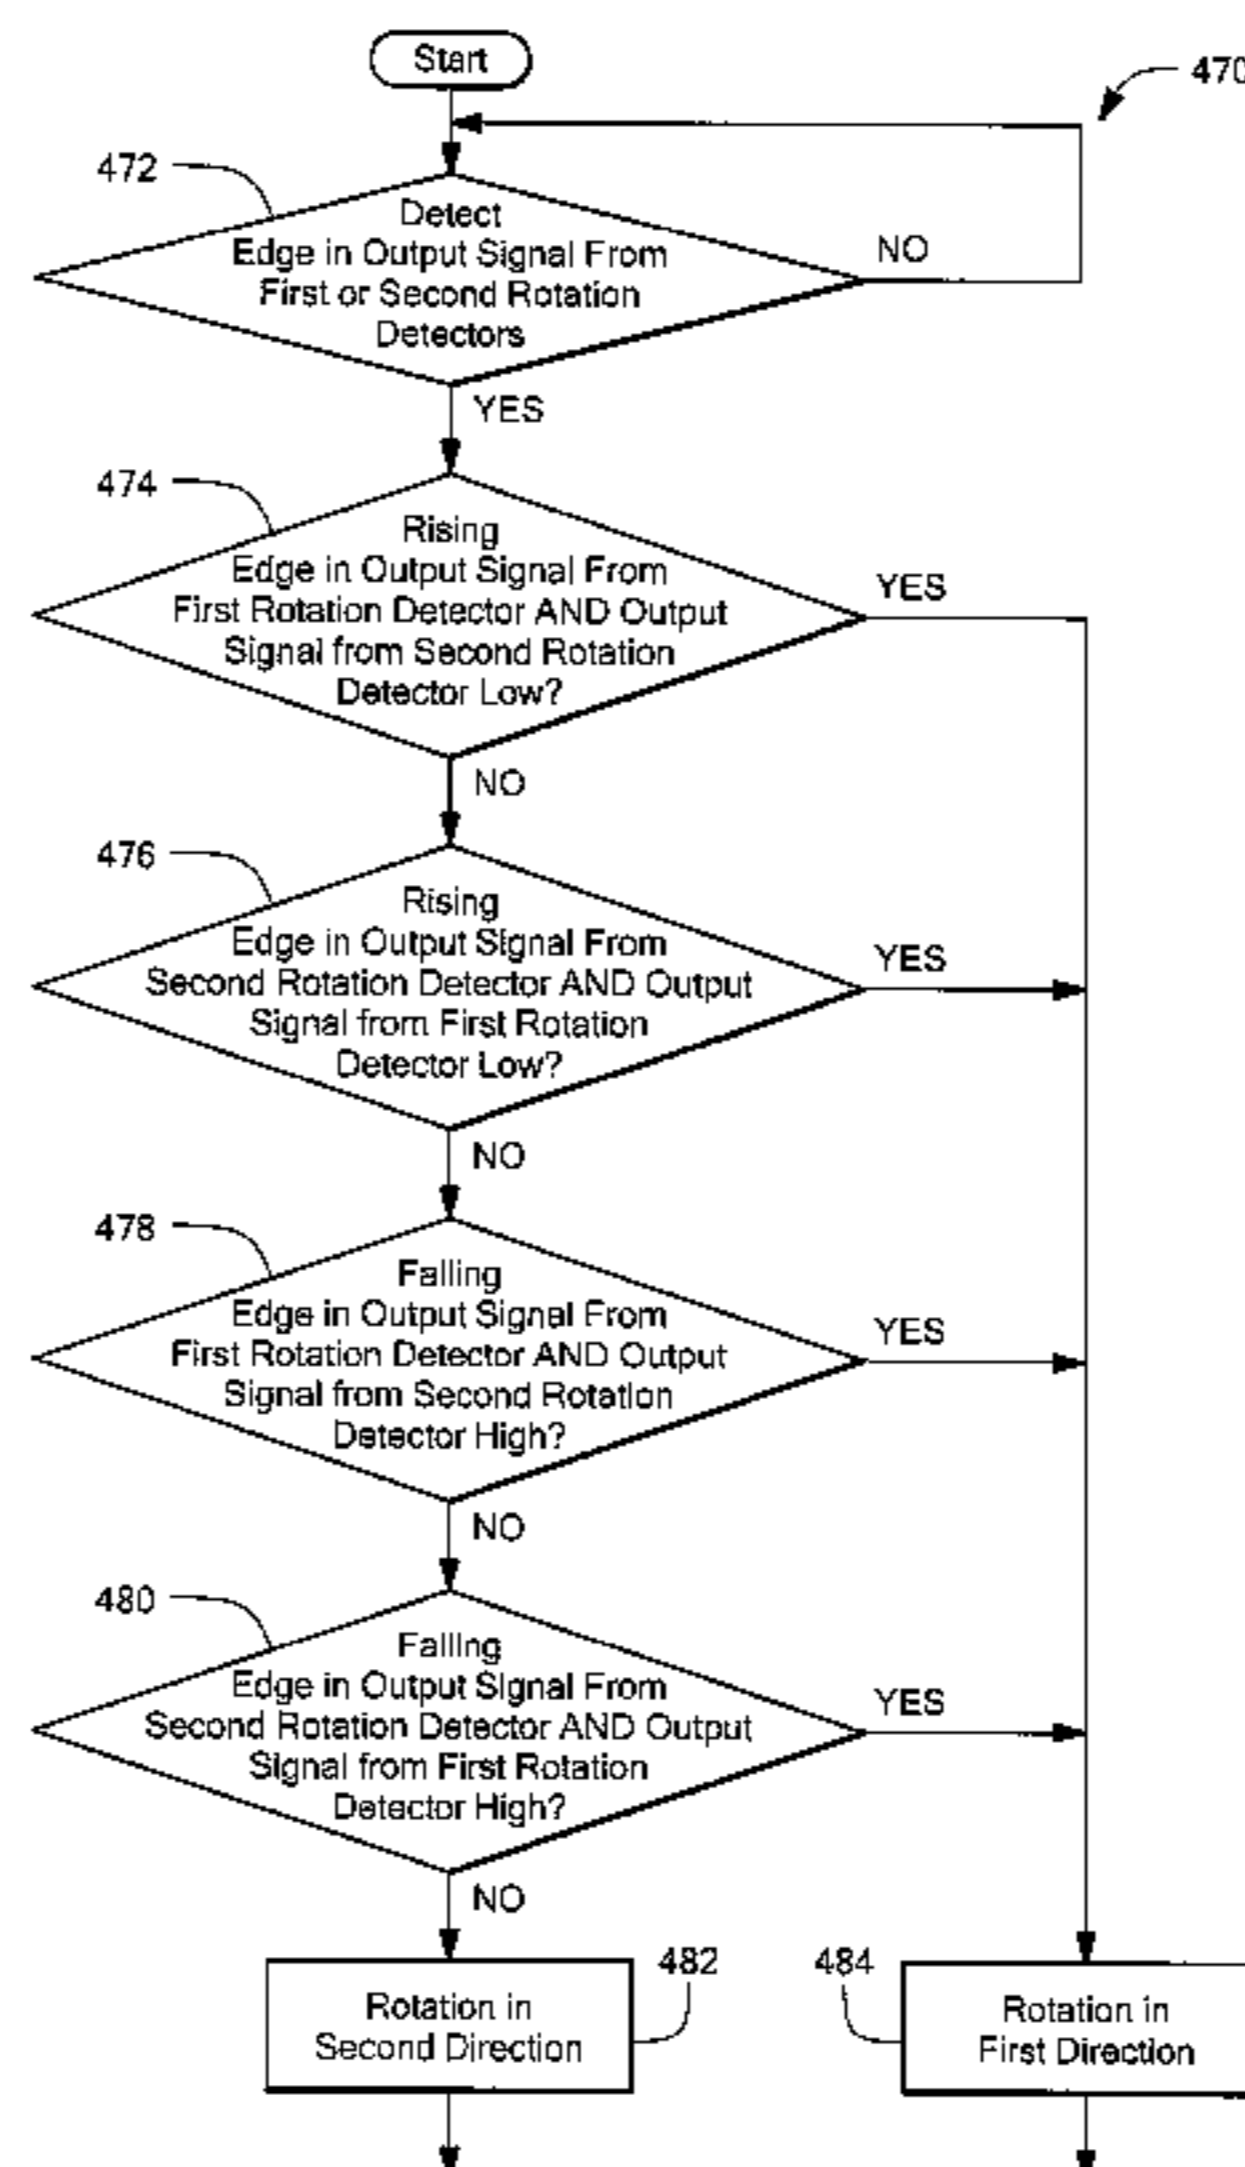 Start
470
472
Detect
Edge in Output Signal From
First or Second Rotation
Detectors
NO
YES
474
Rising
Edge in Output Signal From
First Rotation Detector AND Output
Signal from Second Rotation
Detector Low?
YES
NO
476
Rising
Edge in Output Signal From
Second Rotation Detector AND Output
Signal from First Rotation
Detector Low?
YES
NO
478
Falling
Edge in Output Signal From
First Rotation Detector AND Output
Signal from Second Rotation
Detector High?
YES
NO
480
Falling
Edge in Output Signal From
Second Rotation Detector AND Output
Signal from First Rotation
Detector High?
YES
NO
482
Rotation in
Second Direction
484
Rotation in
First Direction